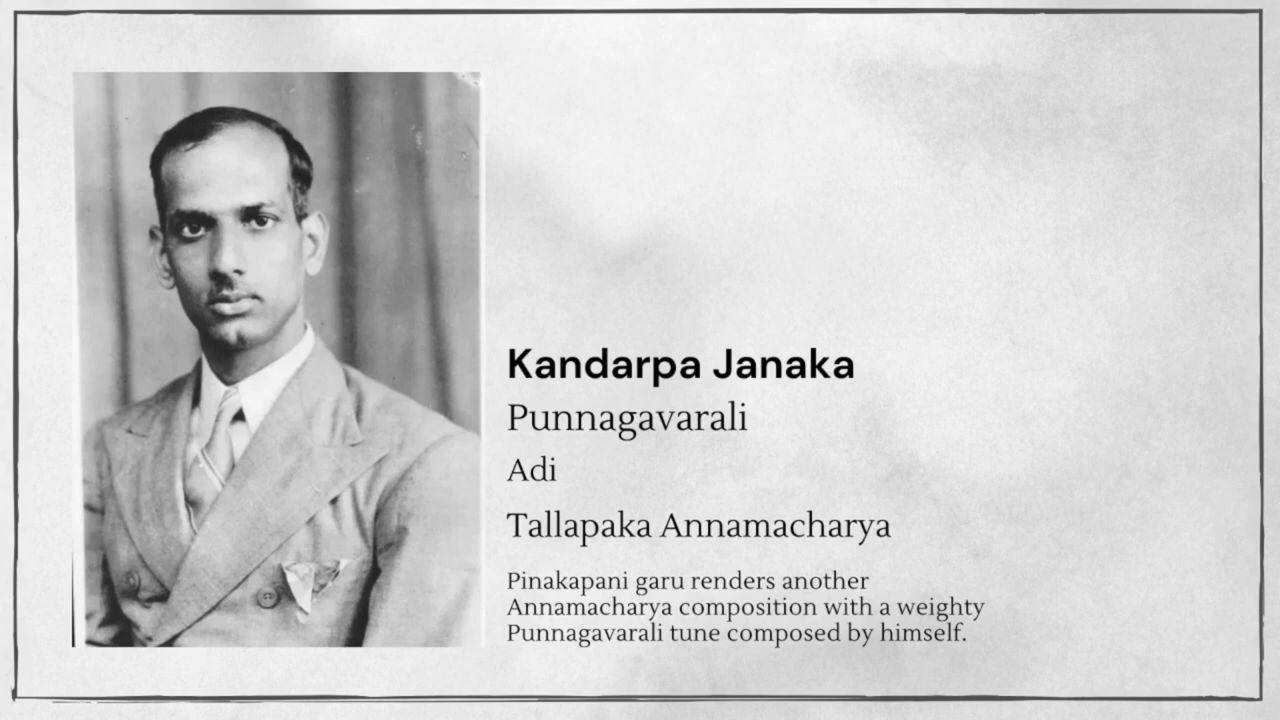 Kandarpa Janaka
Punnagavarali
Adi
Tallapaka Annamacharya
Pinakapani garu renders another
Annamacharya composition with a weighty
Punnagavarali tune composed by himself.